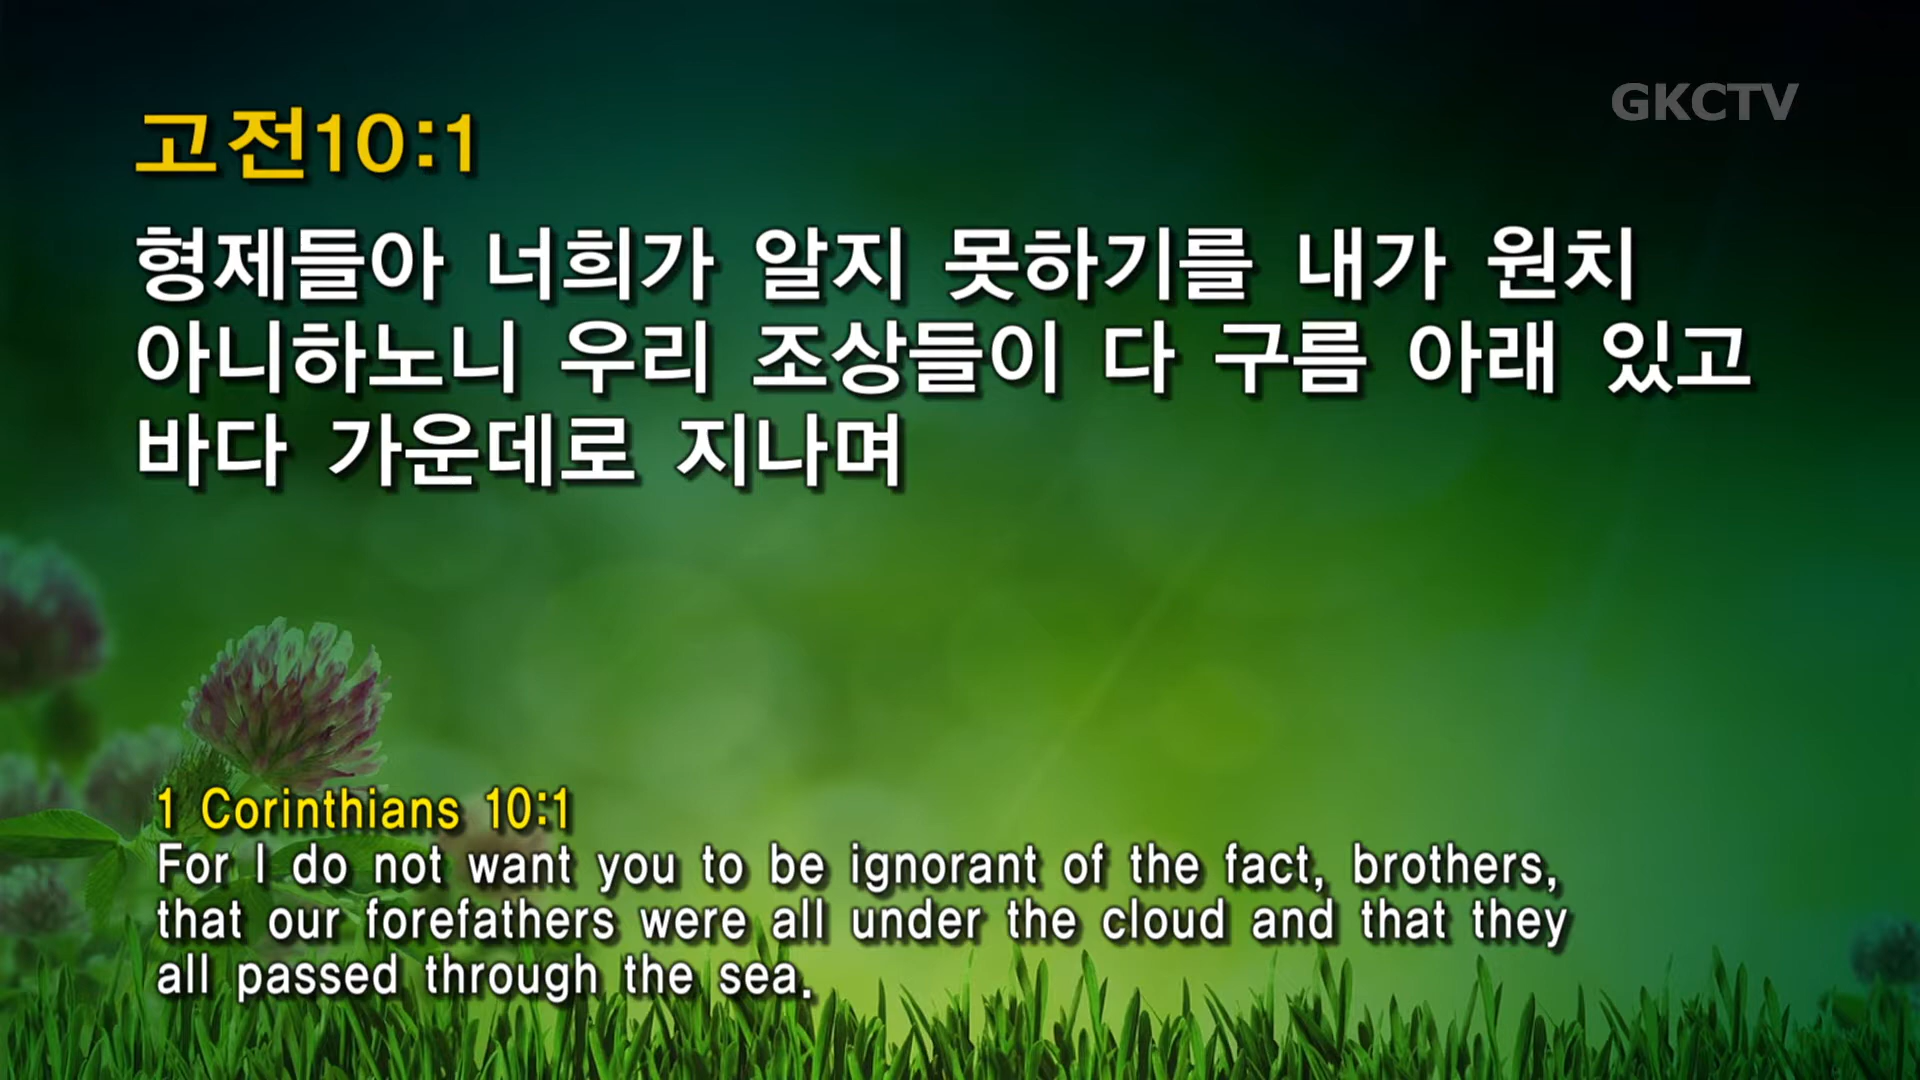 GKCTV
고전10:1
형제들아 너희가 알지 못하기를 내가 원치
아니하노니 우리 조상들이 다 구름 아래 있고
바다 가운데로 지나며
1 Corinthians 10:1
For I do not want you to be ignorant of the fact, brothers,
that our forefathers were all under the cloud and that they
all passed through the sea.